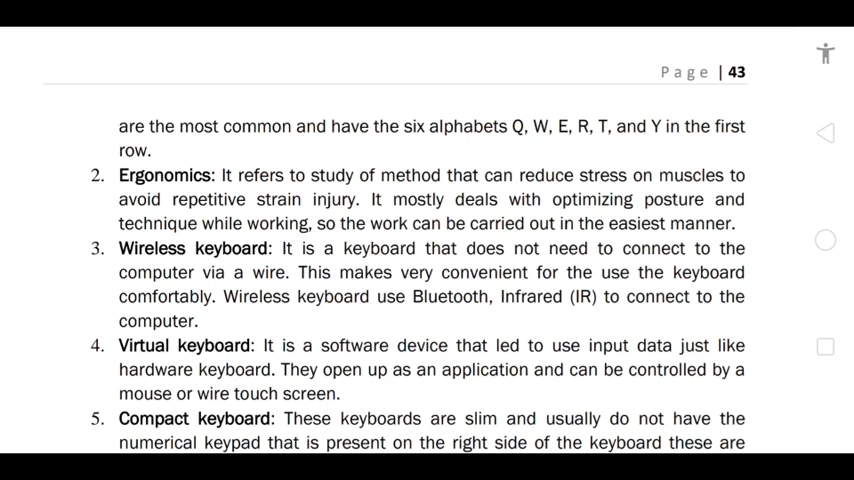 Page | 43
are the most common and have the six alphabets Q, W, E, R, T, and Y in the first
row.
2. Ergonomics: It refers to study of method that can reduce stress on muscles to
avoid repetitive strain injury. It mostly deals with optimizing posture and
technique while working, so the work can be carried out in the easiest manner.
3. Wireless keyboard: It is a keyboard that does not need to connect to the
computer via a wire. This makes very convenient for the use the keyboard
comfortably. Wireless keyboard use Bluetooth, Infrared (IR) to connect to the
computer.
4. Virtual keyboard: It is a software device that led to use input data just like
hardware keyboard. They open up as an application and can be controlled by a
mouse or wire touch screen.
5. Compact keyboard: These keyboards are slim and usually do not have the
numerical keypad that is present on the right side of the keyboard these are